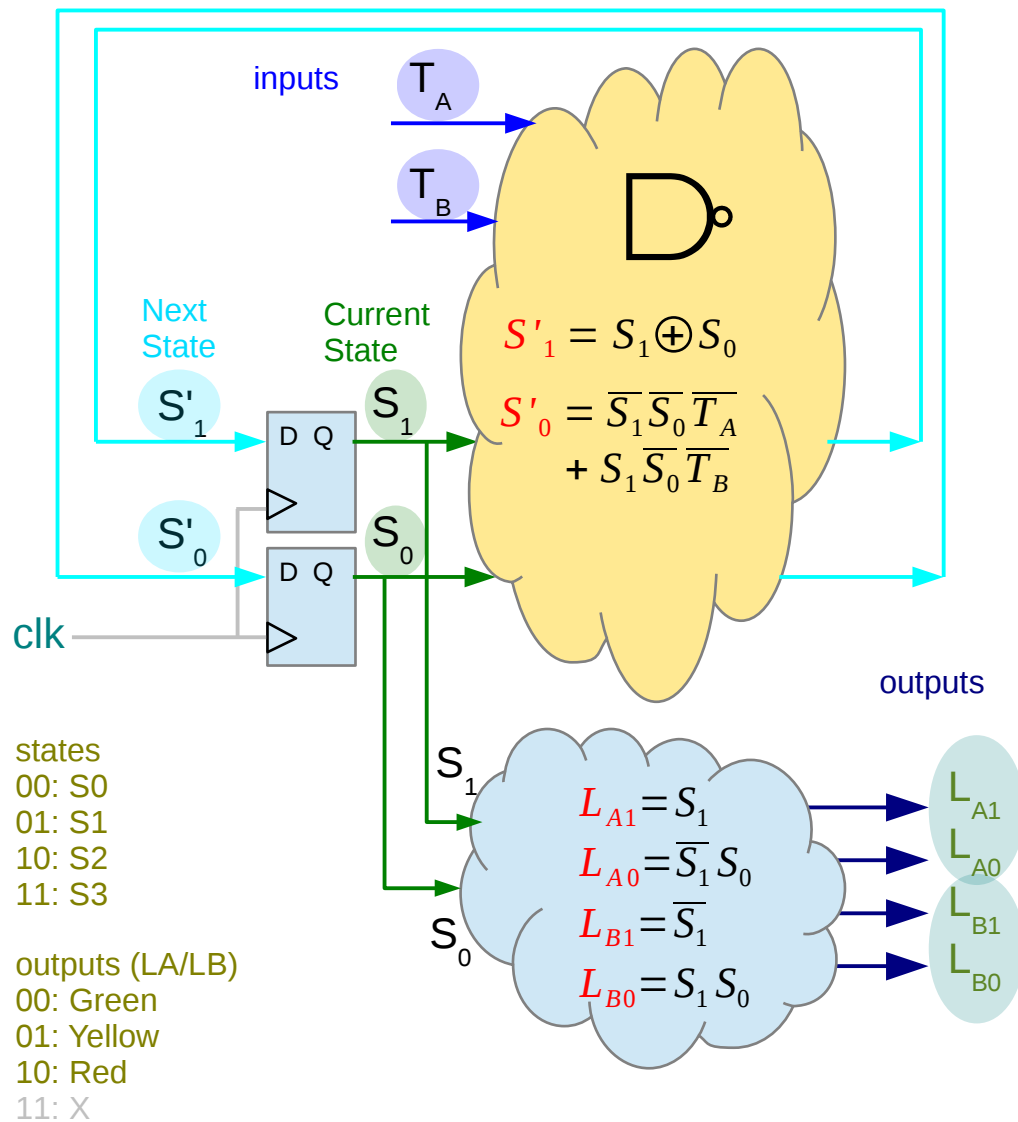 inputs
T_A
T_B
Next
State
Current
State
S'_1
S'_0
S_1
S_0
D Q
D Q
clk
S'_1 = S_1 ⊕ S_0
S'_0 = S̅_1 S̅_0 T̅_A
+ S_1 S̅_0 T̅_B
outputs
S_1
S_0
L_A1 = S_1
L_A0 = S̅_1 S_0
L_B1 = S̅_1
L_B0 = S_1 S_0
L_A1
L_A0
L_B1
L_B0
states
00: S0
01: S1
10: S2
11: S3
outputs (LA/LB)
00: Green
01: Yellow
10: Red
11: X